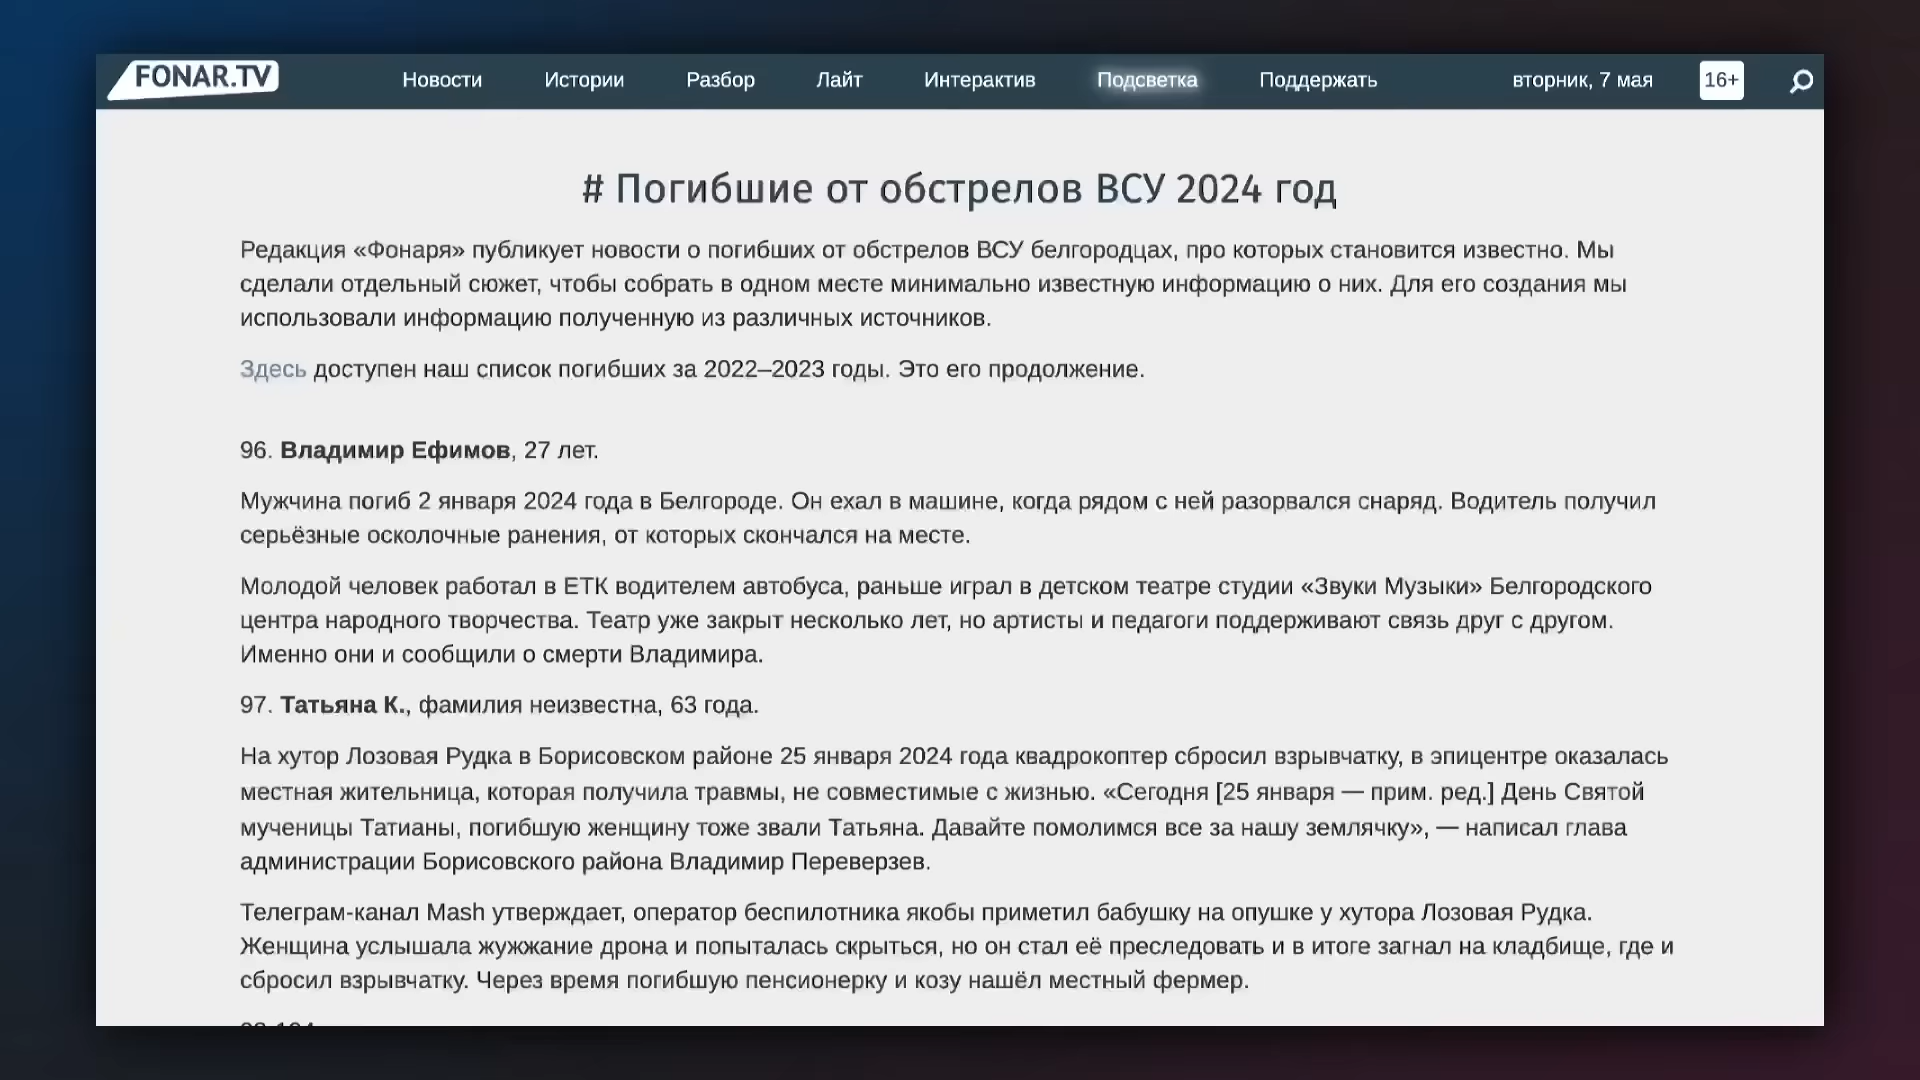 FONAR.TV
Новости Истории Разбор Лайт Интерактив Подсветка Поддержать вторник, 7 мая 16+
# Погибшие от обстрелов ВСУ 2024 год
Редакция «Фонаря» публикует новости о погибших от обстрелов ВСУ белгородцах, про которых становится известно. Мы
сделали отдельный сюжет, чтобы собрать в одном месте минимально известную информацию о них. Для его создания мы
использовали информацию полученную из различных источников.
Здесь доступен наш список погибших за 2022–2023 годы. Это его продолжение.
96. Владимир Ефимов, 27 лет.
Мужчина погиб 2 января 2024 года в Белгороде. Он ехал в машине, когда рядом с ней разорвался снаряд. Водитель получил
серьёзные осколочные ранения, от которых скончался на месте.
Молодой человек работал в ЕТК водителем автобуса, раньше играл в детском театре студии «Звуки Музыки» Белгородского
центра народного творчества. Театр уже закрыт несколько лет, но артисты и педагоги поддерживают связь друг с другом.
Именно они и сообщили о смерти Владимира.
97. Татьяна К., фамилия неизвестна, 63 года.
На хутор Лозовая Рудка в Борисовском районе 25 января 2024 года квадрокоптер сбросил взрывчатку, в эпицентре оказалась
местная жительница, которая получила травмы, не совместимые с жизнью. «Сегодня [25 января — прим. ред.] День Святой
мученицы Татианы, погибшую женщину тоже звали Татьяна. Давайте помолимся все за нашу землячку», — написал глава
администрации Борисовского района Владимир Переверзев.
Телеграм-канал Mash утверждает, оператор беспилотника якобы приметил бабушку на опушке у хутора Лозовая Рудка.
Женщина услышала жужжание дрона и попыталась скрыться, но он стал её преследовать и в итоге загнал на кладбище, где и
сбросил взрывчатку. Через время погибшую пенсионерку и козу нашёл местный фермер.